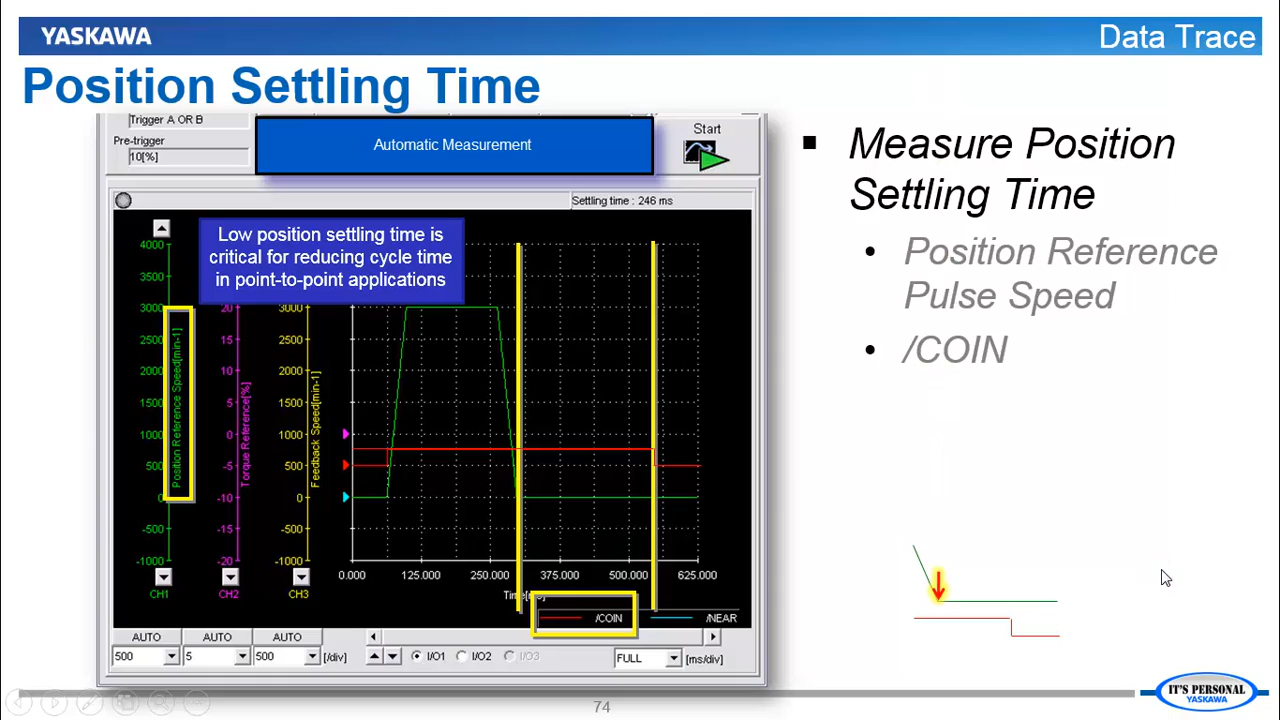 YASKAWA
Data Trace
Position Settling Time
Trigger A OR B
Pre-trigger
10[%]
Automatic Measurement
Start
Settling time : 246 ms
Low position settling time is
critical for reducing cycle time
in point-to-point applications
4000
3500
3000
2500
2000
1500
1000
500
0
-500
-1000
Position Reference Speed[min-1]
CH1
20
15
10
5
0
-5
-10
-15
-20
Torque Reference[%]
CH2
3000
2500
2000
1500
1000
500
0
-500
-1000
Feedback Speed[min-1]
CH3
0.000 125.000 250.000 375.000 500.000 625.000
/COIN
/NEAR
AUTO AUTO AUTO
500 5 500 [/div]
I/O1 I/O2 I/O3
FULL [ms/div]
Measure Position
Settling Time
Position Reference
Pulse Speed
/COIN
74
IT'S PERSONAL
YASKAWA